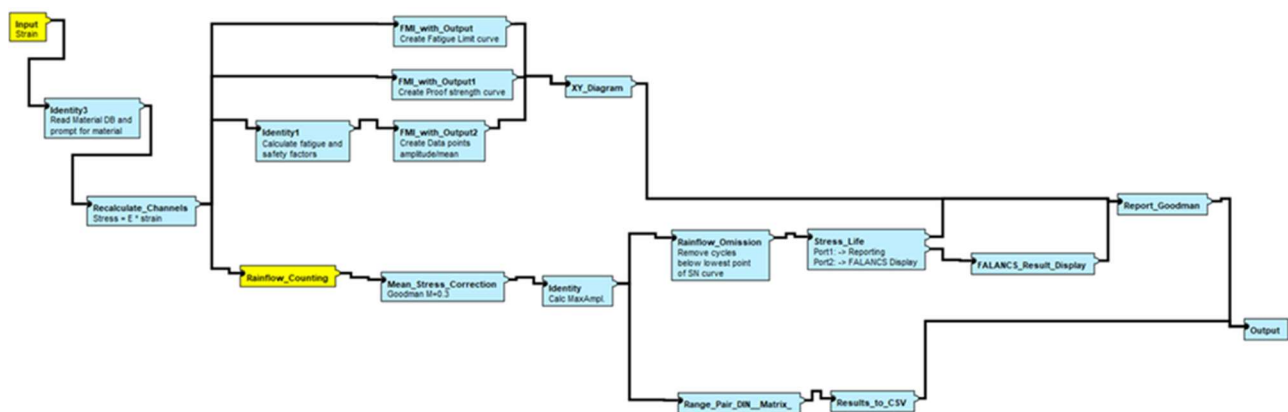 Input
Strain
Identity3
Read Material DB and
prompt for material
Recalculate_Channels
Stress = E * strain
FMI_with_Output
Create Fatigue Limit curve
FMI_with_Output1
Create Proof strength curve
Identity1
Calculate fatigue and
safety factors
FMI_with_Output2
Create Data points
amplitude/mean
XY_Diagram
Rainflow_Counting
Mean_Stress_Correction
Goodman M=0.3
Identity
Calc MaxAmpl.
Rainflow_Omission
Remove cycles
below lowest point
of SN curve
Stress_Life
Port1: -> Reporting
Port2: -> FALANCS Display
FALANCS_Result_Display
Report_Goodman
Range_Pair_DIN__Matrix_
Results_to_CSV
Output